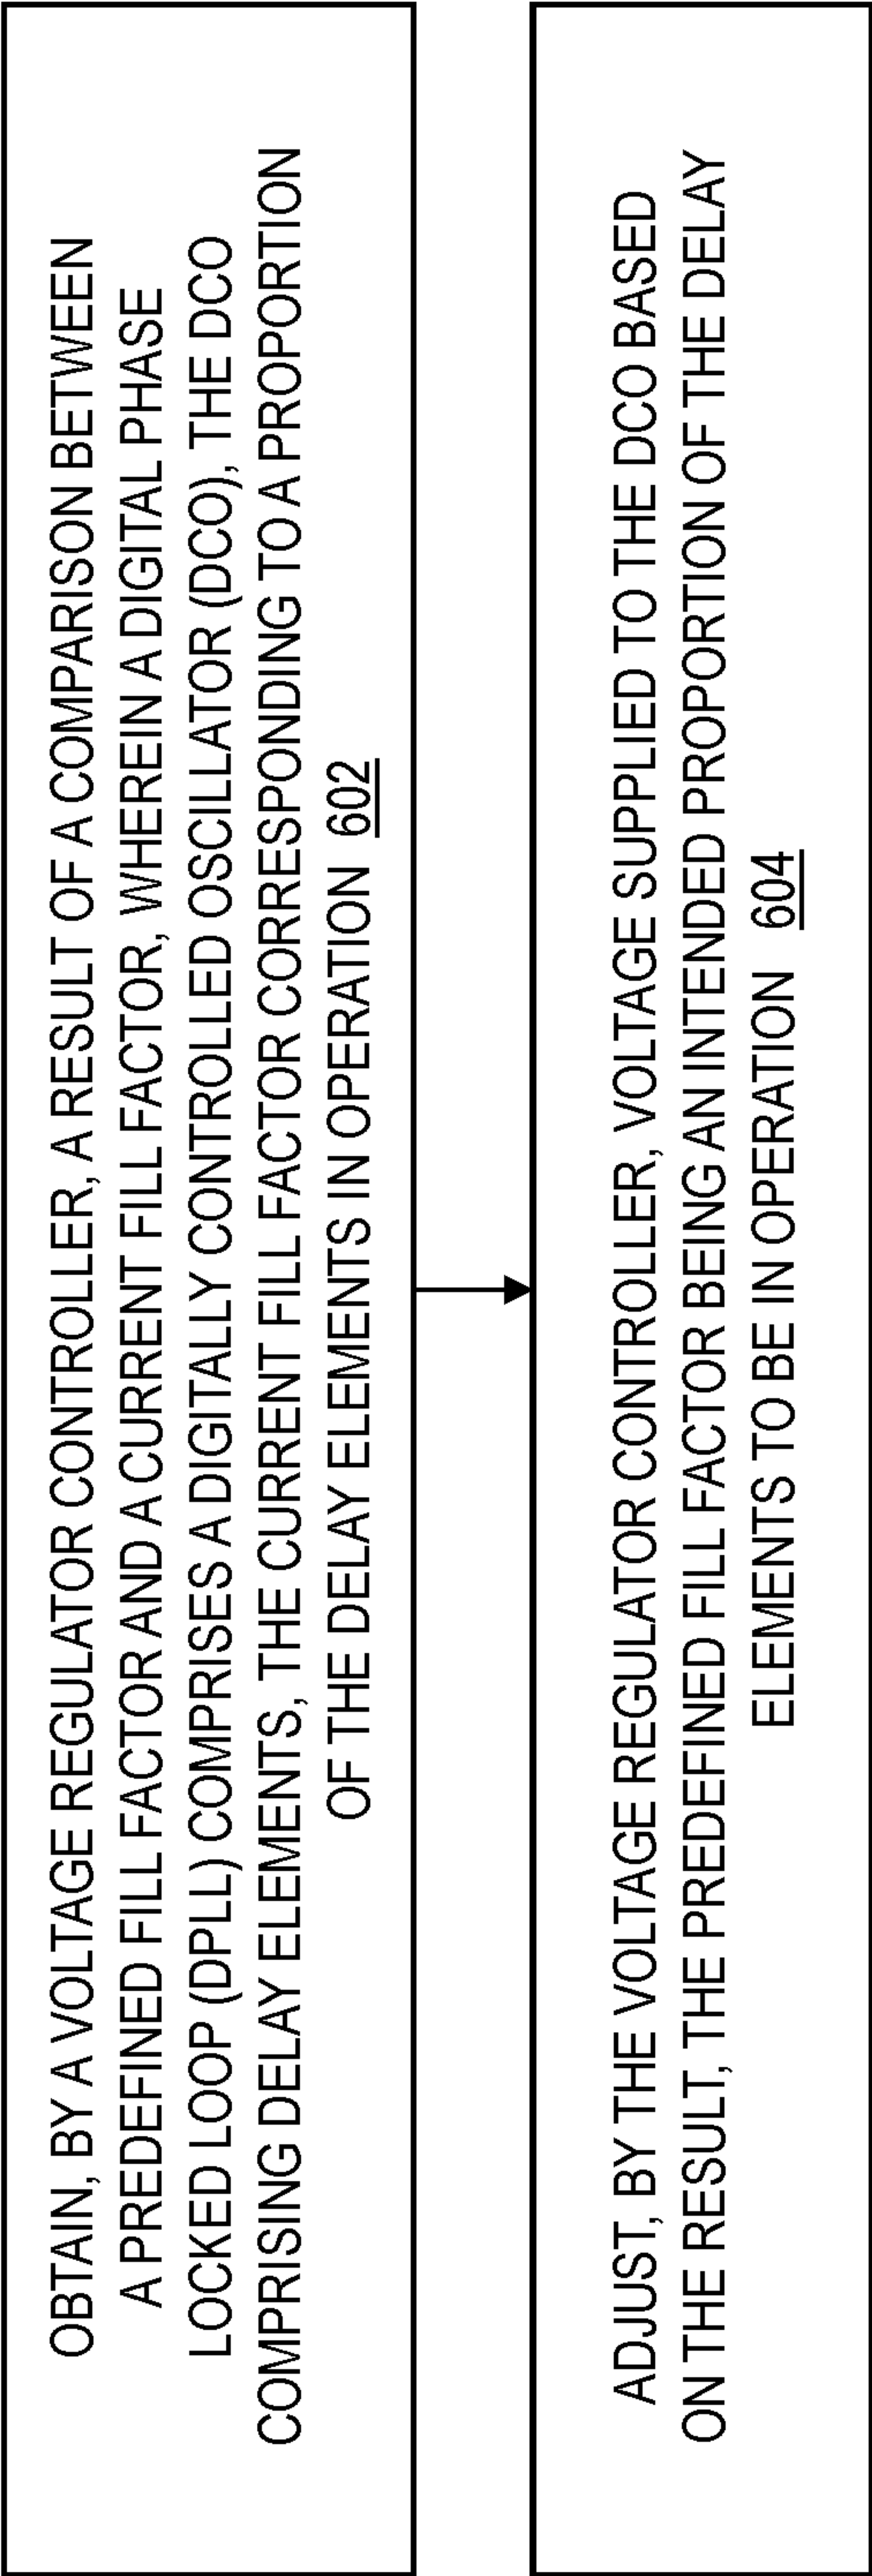 OBTAIN, BY A VOLTAGE REGULATOR CONTROLLER, A RESULT OF A COMPARISON BETWEEN
A PREDEFINED FILL FACTOR AND A CURRENT FILL FACTOR, WHEREIN A DIGITAL PHASE
LOCKED LOOP (DPLL) COMPRISES A DIGITALLY CONTROLLED OSCILLATOR (DCO), THE DCO
COMPRISING DELAY ELEMENTS, THE CURRENT FILL FACTOR CORRESPONDING TO A PROPORTION
OF THE DELAY ELEMENTS IN OPERATION 602
ADJUST, BY THE VOLTAGE REGULATOR CONTROLLER, VOLTAGE SUPPLIED TO THE DCO BASED
ON THE RESULT, THE PREDEFINED FILL FACTOR BEING AN INTENDED PROPORTION OF THE DELAY
ELEMENTS TO BE IN OPERATION 604